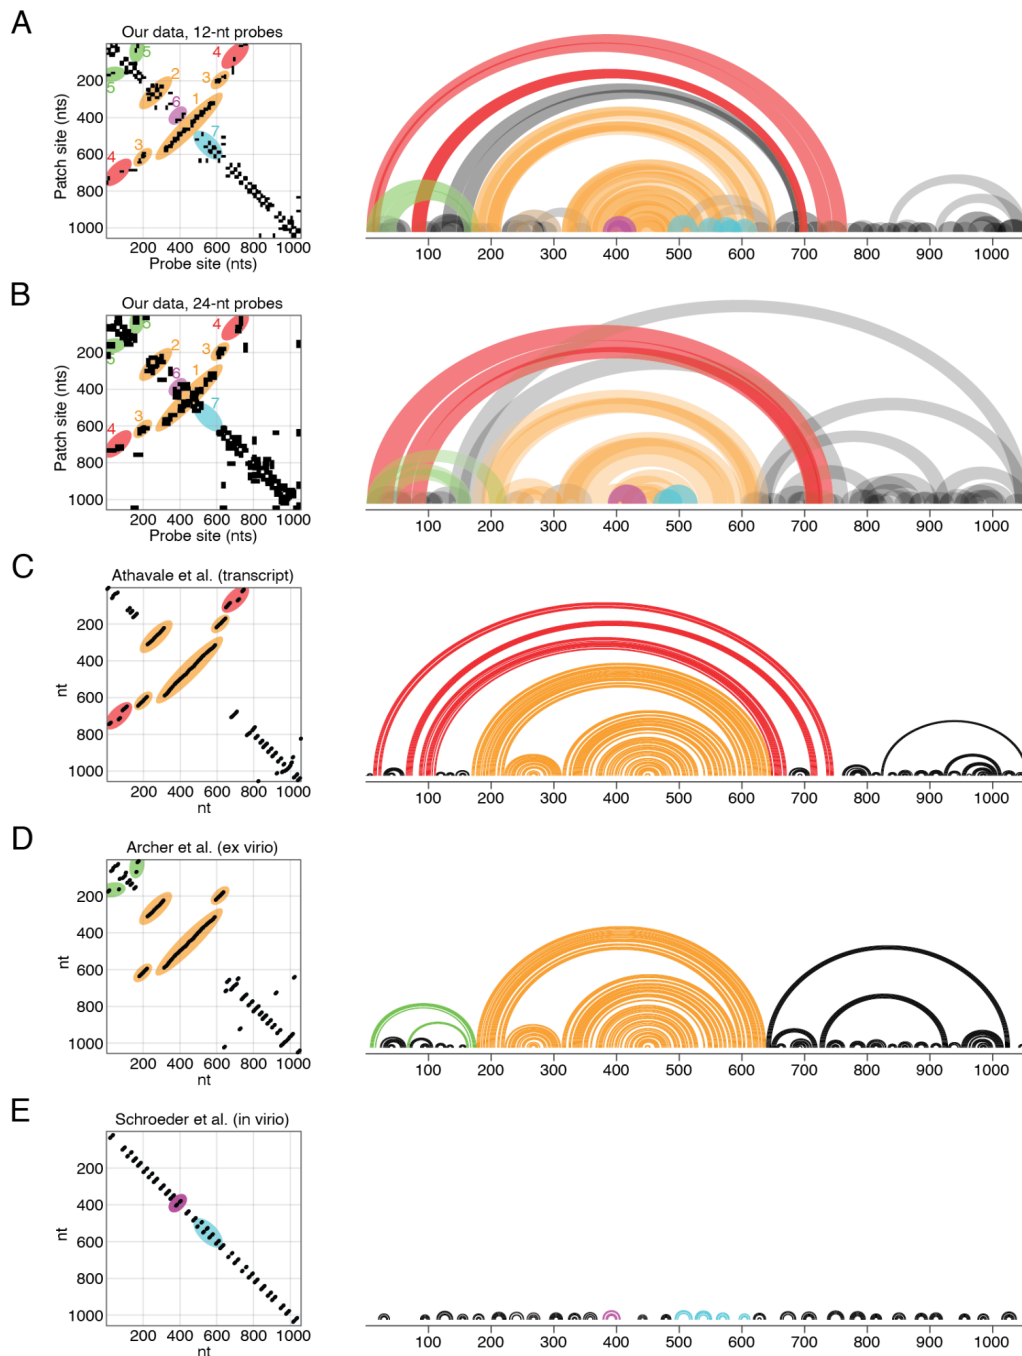 A
Our data, 12-nt probes
5 4 2 3
5 6 1
7
4 3
200
400
600
800
1000
Patch site (nts)
200 400 600 800 1000
Probe site (nts)
100 200 300 400 500 600 700 800 900 1000
B
Our data, 24-nt probes
5 4 2 3
5 6 1
7
4 3
200
400
600
800
1000
Patch site (nts)
200 400 600 800 1000
Probe site (nts)
100 200 300 400 500 600 700 800 900 1000
C
Athavale et al. (transcript)
200
400
600
800
1000
nt
200 400 600 800 1000
nt
100 200 300 400 500 600 700 800 900 1000
D
Archer et al. (ex virio)
200
400
600
800
1000
nt
200 400 600 800 1000
nt
100 200 300 400 500 600 700 800 900 1000
E
Schroeder et al. (in virio)
200
400
600
800
1000
nt
200 400 600 800 1000
nt
100 200 300 400 500 600 700 800 900 1000